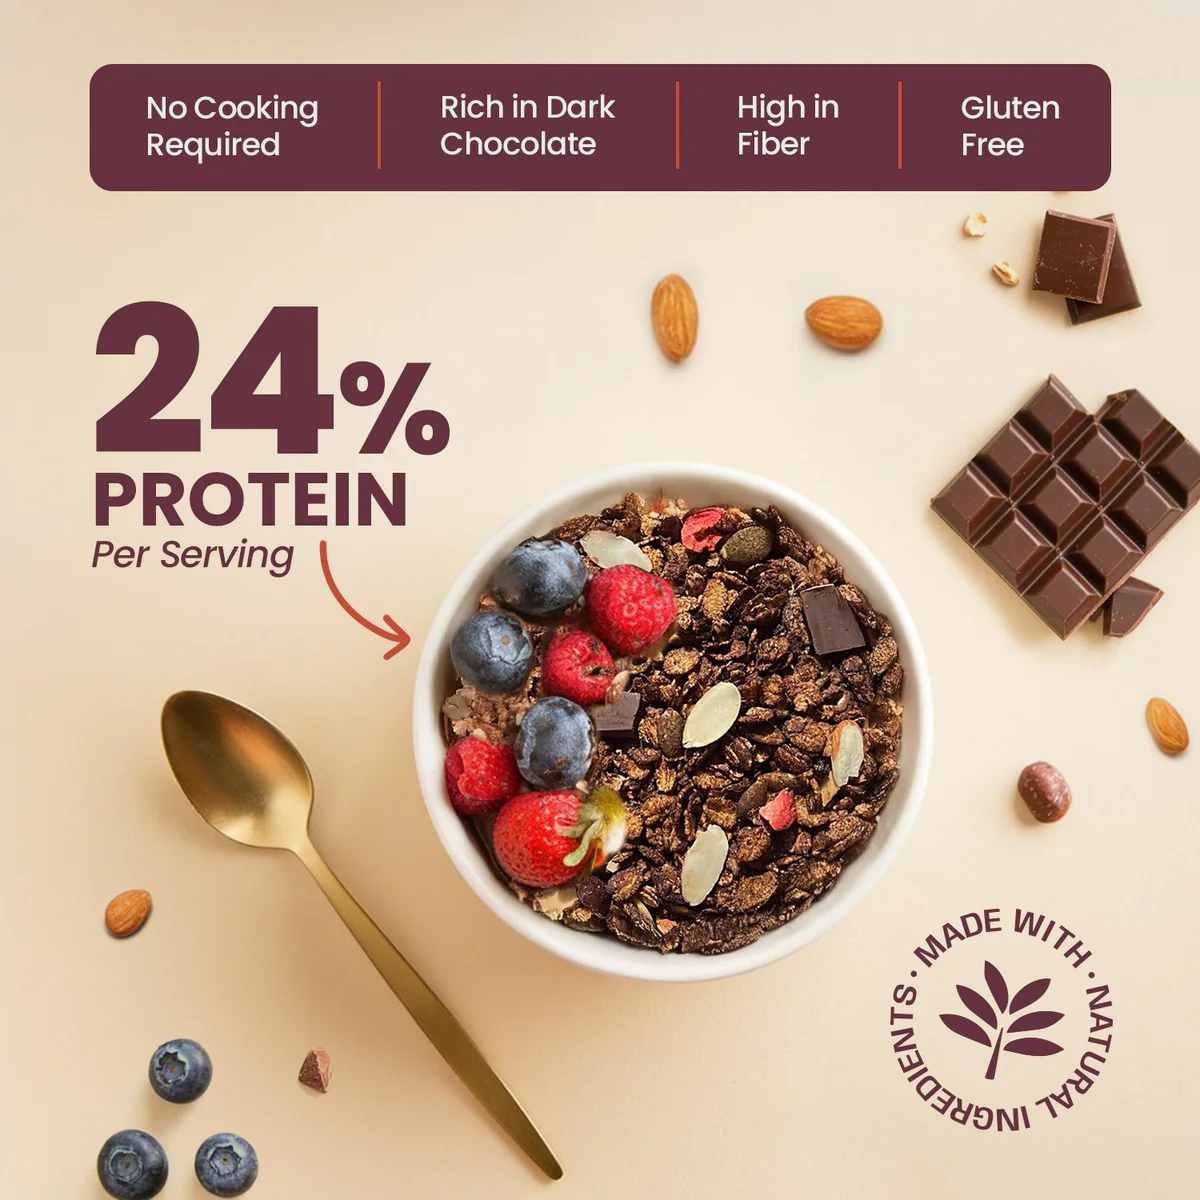 No Cooking
Required
Rich in Dark
Chocolate
High in
Fiber
Gluten
Free
24%
PROTEIN
Per Serving
MADE WITH • NATURAL INGREDIENTS •